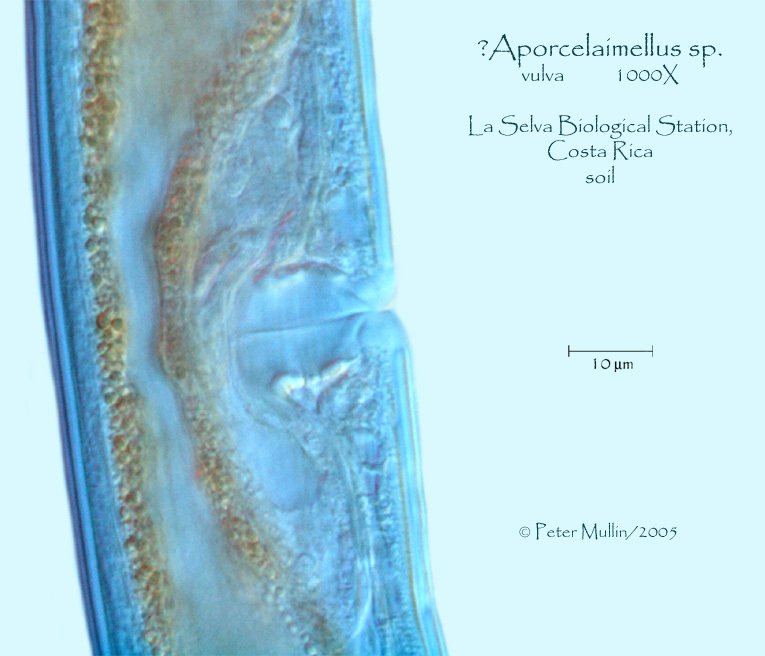 ?Aporcelaimellus sp.
vulva 1000X
La Selva Biological Station,
Costa Rica
soil
10 µm
© Peter Mullin/2005